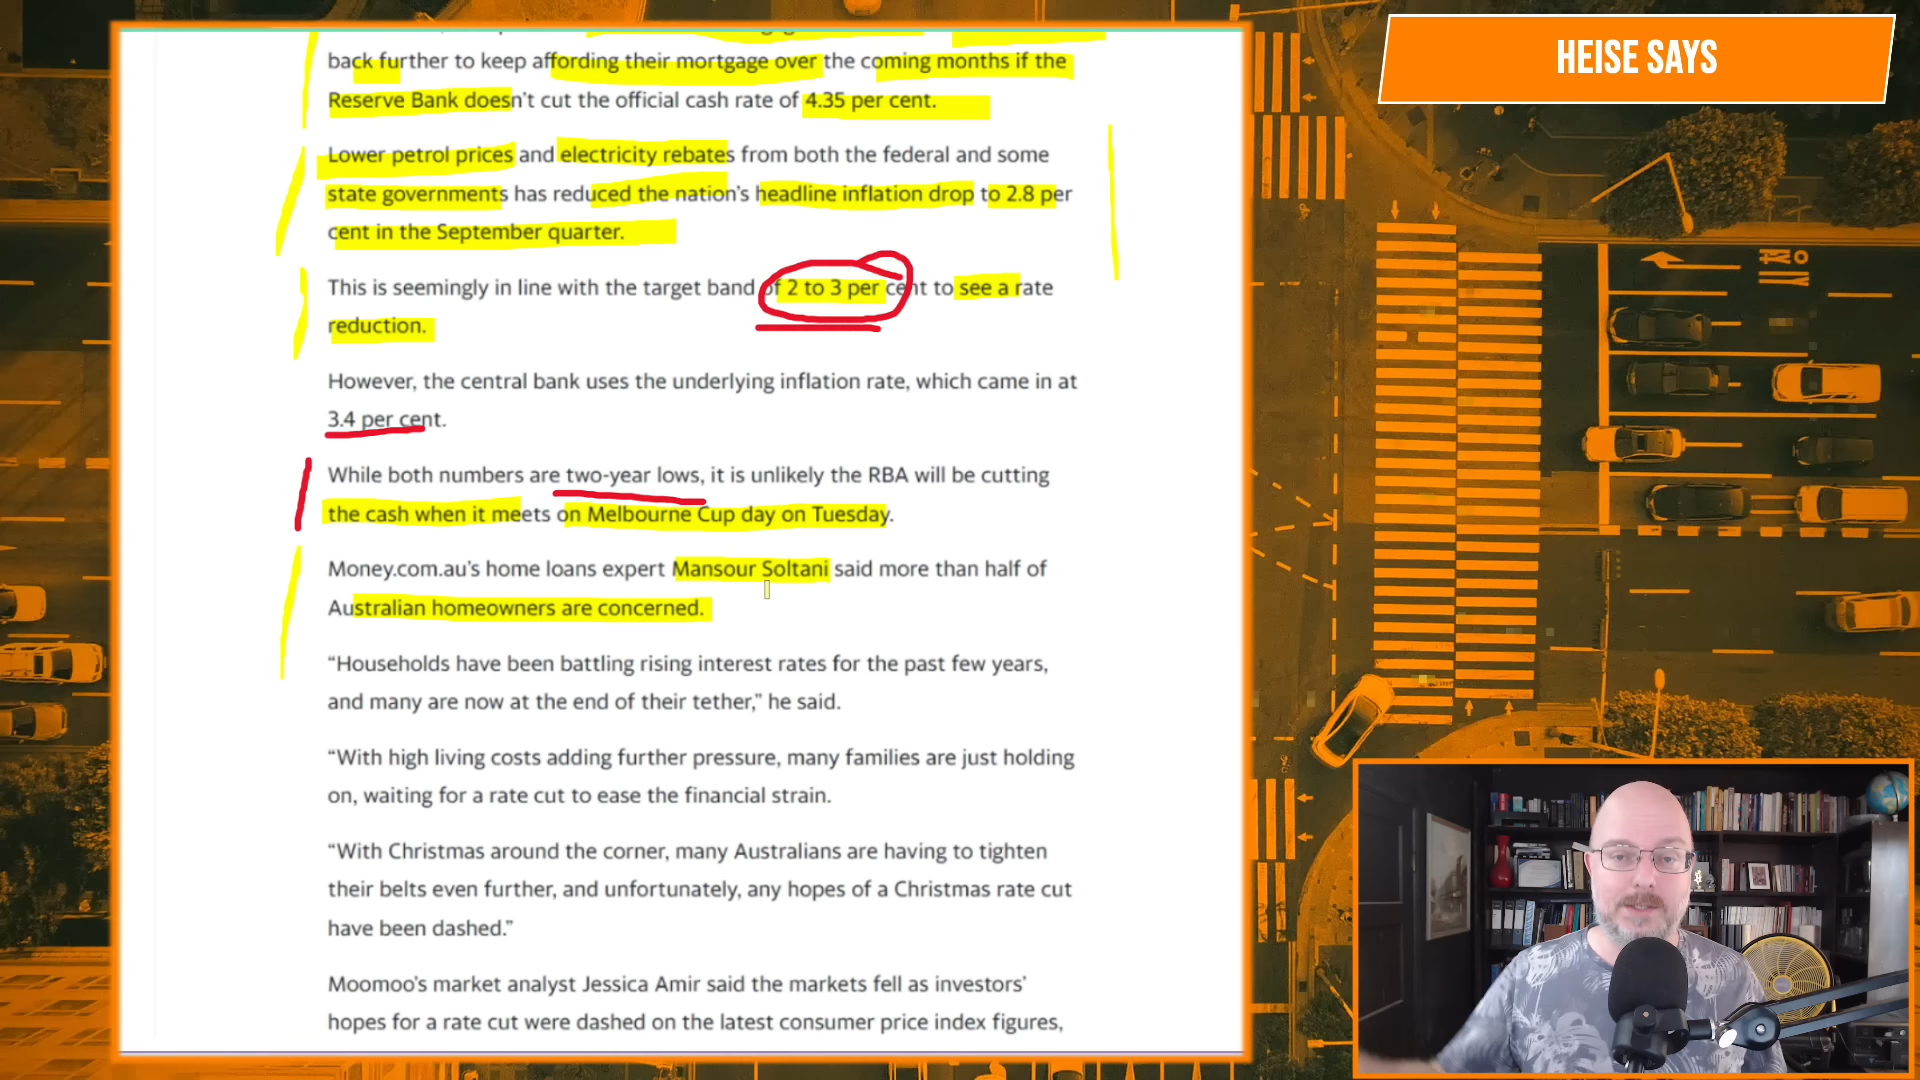 HEISE SAYS
back further to keep affording their mortgage over the coming months if the
Reserve Bank doesn't cut the official cash rate of 4.35 per cent.
Lower petrol prices and electricity rebates from both the federal and some
state governments has reduced the nation's headline inflation drop to 2.8 per
cent in the September quarter.
This is seemingly in line with the target band of 2 to 3 per cent to see a rate
reduction.
However, the central bank uses the underlying inflation rate, which came in at
3.4 per cent.
While both numbers are two-year lows, it is unlikely the RBA will be cutting
the cash when it meets on Melbourne Cup day on Tuesday.
Money.com.au's home loans expert Mansour Soltani said more than half of
Australian homeowners are concerned.
“Households have been battling rising interest rates for the past few years,
and many are now at the end of their tether,” he said.
“With high living costs adding further pressure, many families are just holding
on, waiting for a rate cut to ease the financial strain.
“With Christmas around the corner, many Australians are having to tighten
their belts even further, and unfortunately, any hopes of a Christmas rate cut
have been dashed.”
Moomoo's market analyst Jessica Amir said the markets fell as investors'
hopes for a rate cut were dashed on the latest consumer price index figures,